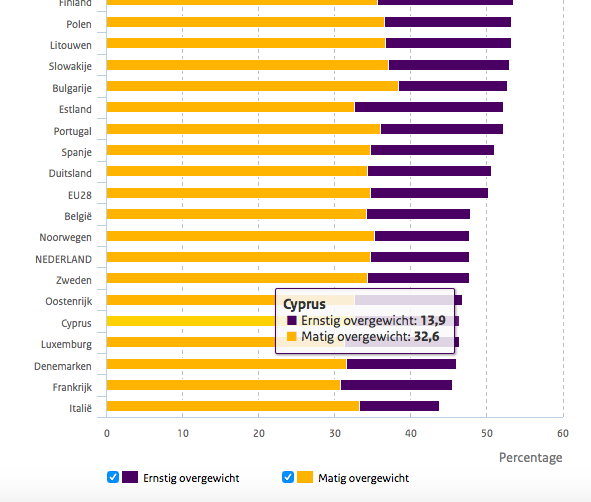 Finland
Polen
Litouwen
Slowakije
Bulgarije
Estland
Portugal
Spanje
Duitsland
EU28
België
Noorwegen
NEDERLAND
Zweden
Oostenrijk
Cyprus
Luxemburg
Denemarken
Frankrijk
Italië
Cyprus
Ernstig overgewicht: 13,9
Matig overgewicht: 32,6
0 10 20 30 40 50 60
Percentage
Ernstig overgewicht Matig overgewicht